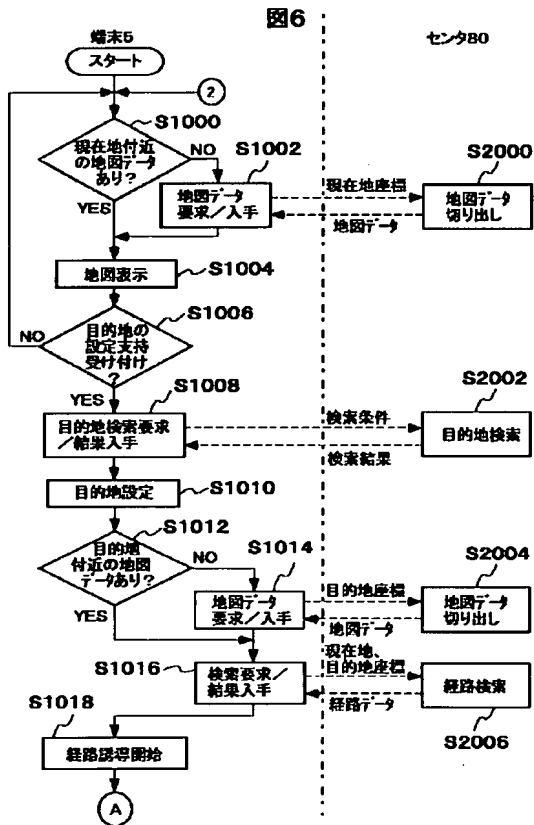 図6
端末5
センタ80
スタート
2
S1000
現在地付近
の地図データ
あり?
NO
YES
S1002
地図データ
要求/入手
現在地座標
地図データ
S2000
地図データ
切り出し
地図表示
S1004
S1006
目的地の
設定支持
受け付け
?
NO
YES
S1008
目的地検索要求
/結果入手
検索条件
検索結果
S2002
目的地検索
目的地設定
S1010
S1012
目的地
付近の地図
データあり?
NO
YES
S1014
地図データ
要求/入手
目的地座標
地図データ
S2004
地図データ
切り出し
S1016
検索要求/
結果入手
現在地、
目的地座標
経路データ
経路検索
S2006
S1018
経路誘導開始
A